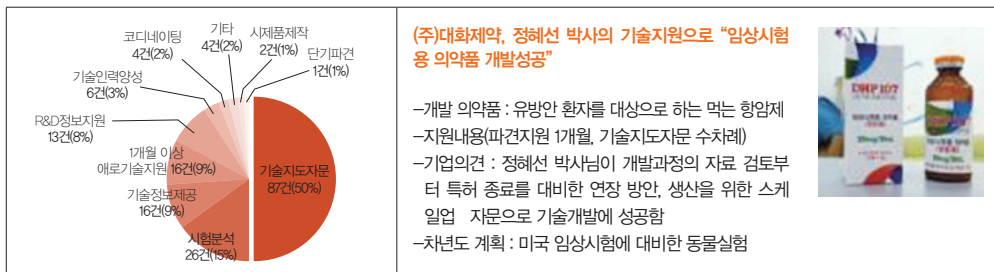 코디네이팅
4건(2%)
기타
4건(2%)
시제품제작
2건(1%)
단기파견
1건(1%)
기술인력양성
6건(3%)
R&D정보지원
13건(8%)
1개월 이상
애로기술지원 16건(9%)
기술정보제공
16건(9%)
시험분석
26건(15%)
기술지도자문
87건(50%)
(주)대화제약, 정혜선 박사의 기술지원으로 “임상시험
용 의약품 개발성공”
–개발 의약품 : 유방안 환자를 대상으로 하는 먹는 항암제
–지원내용(파견지원 1개월, 기술지도자문 수차례)
–기업의견 : 정혜선 박사님이 개발과정의 자료 검토부
터 특허 종료를 대비한 연장 방안, 생산을 위한 스케
일업 자문으로 기술개발에 성공함
–차년도 계획 : 미국 임상시험에 대비한 동물실험
DHP 107